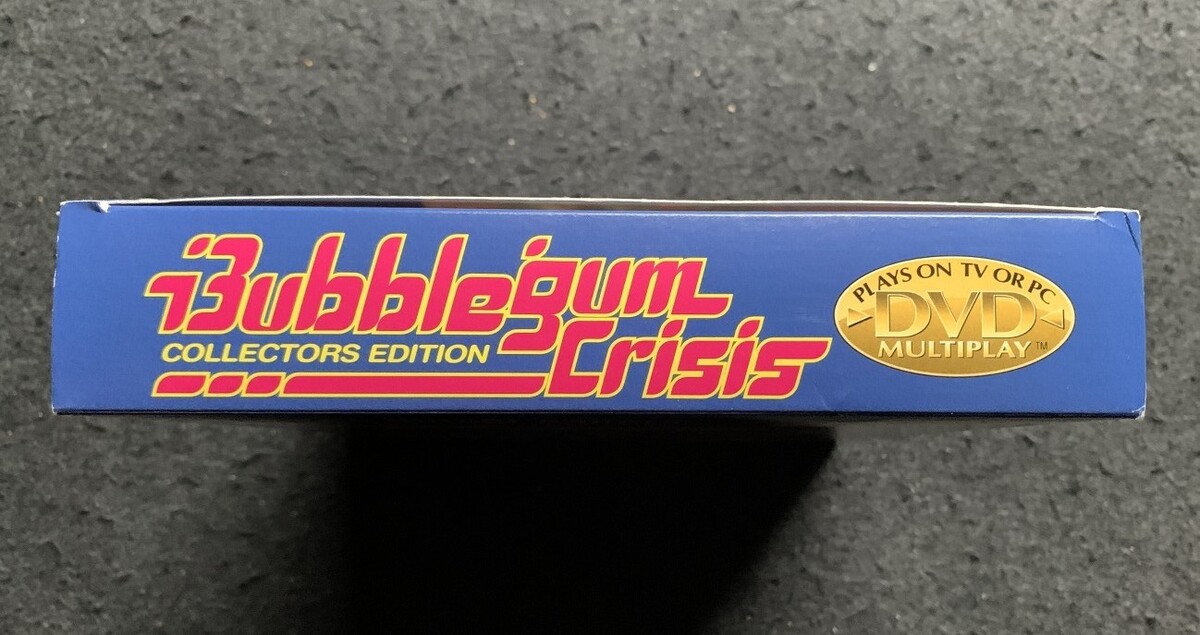 Bubblegum
Crisis
COLLECTORS EDITION
PLAYS ON TV OR PC
DVD
MULTIPLAY™